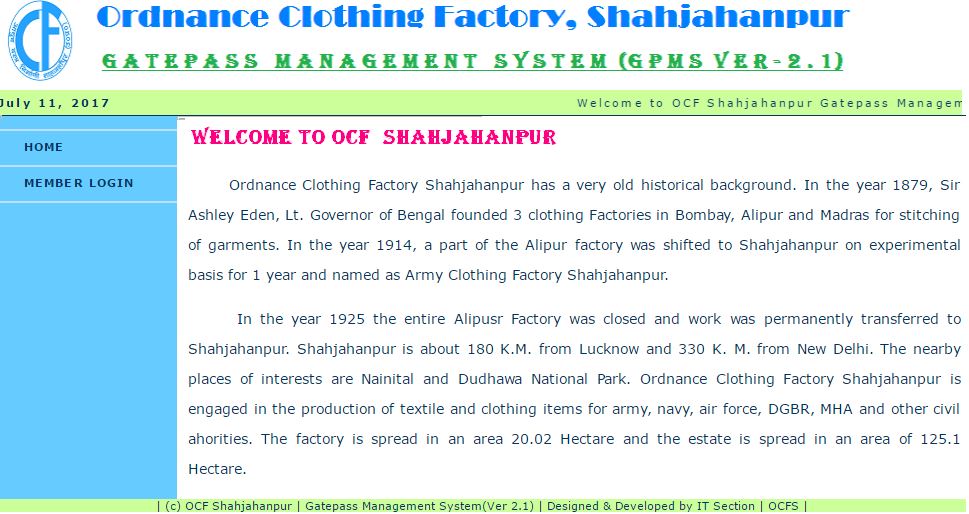 Ordnance Clothing Factory, Shahjahanpur
GATEPASS MANAGEMENT SYSTEM (GPMS VER-2.1)
July 11, 2017
Welcome to OCF Shahjahanpur Gatepass Managem
HOME
MEMBER LOGIN
WELCOME TO OCF SHAHJAHANPUR
Ordnance Clothing Factory Shahjahanpur has a very old historical background. In the year 1879, Sir
Ashley Eden, Lt. Governor of Bengal founded 3 clothing Factories in Bombay, Alipur and Madras for stitching
of garments. In the year 1914, a part of the Alipur factory was shifted to Shahjahanpur on experimental
basis for 1 year and named as Army Clothing Factory Shahjahanpur.
In the year 1925 the entire Alipusr Factory was closed and work was permanently transferred to
Shahjahanpur. Shahjahanpur is about 180 K.M. from Lucknow and 330 K. M. from New Delhi. The nearby
places of interests are Nainital and Dudhawa National Park. Ordnance Clothing Factory Shahjahanpur is
engaged in the production of textile and clothing items for army, navy, air force, DGBR, MHA and other civil
ahorities. The factory is spread in an area 20.02 Hectare and the estate is spread in an area of 125.1
Hectare.
| (c) OCF Shahjahanpur | Gatepass Management System(Ver 2.1) | Designed & Developed by IT Section | OCFS |